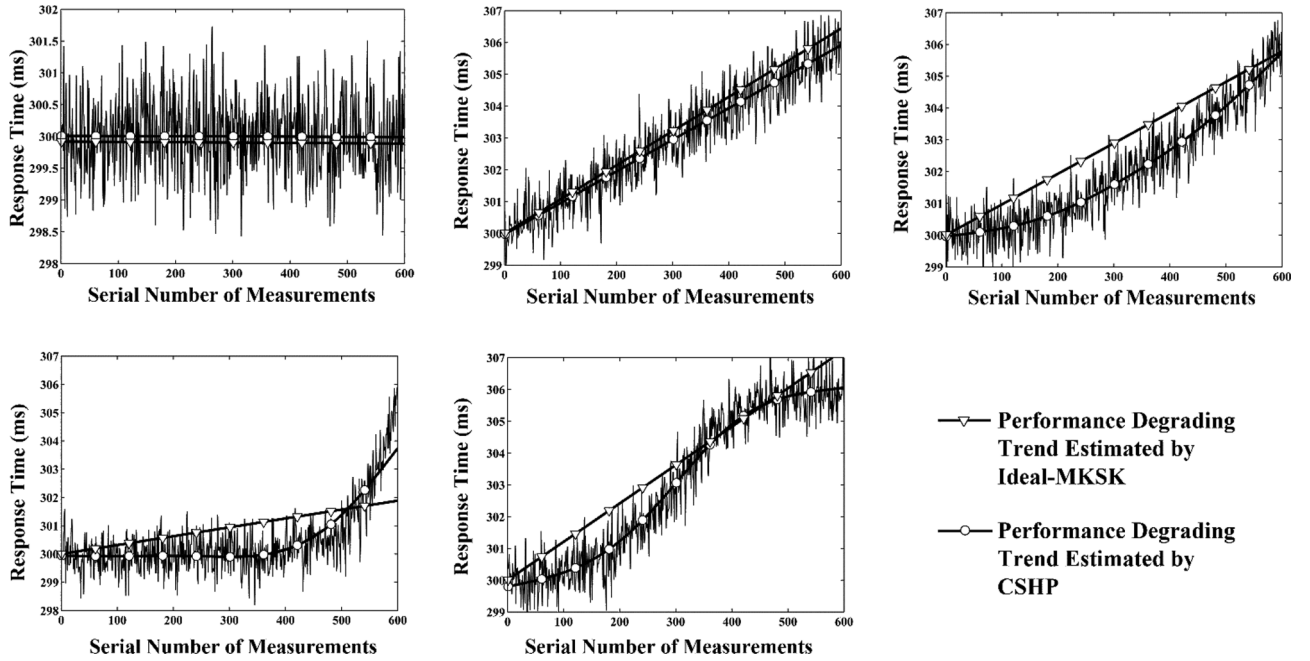 302
301.5
301
300.5
300
299.5
299
298.5
298
0 100 200 300 400 500 600
Response Time (ms)
Serial Number of Measurements
307
306
305
304
303
302
301
300
299
0 100 200 300 400 500 600
Response Time (ms)
Serial Number of Measurements
307
306
305
304
303
302
301
300
299
0 100 200 300 400 500 600
Response Time (ms)
Serial Number of Measurements
307
306
305
304
303
302
301
300
299
298
0 100 200 300 400 500 600
Response Time (ms)
Serial Number of Measurements
307
306
305
304
303
302
301
300
299
0 100 200 300 400 500 600
Response Time (ms)
Serial Number of Measurements
Performance Degrading
Trend Estimated by
Ideal-MKSK
Performance Degrading
Trend Estimated by
CSHP